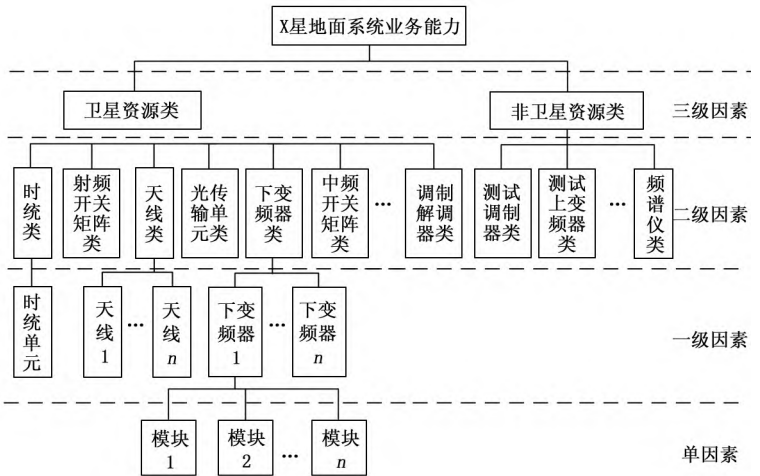 X星地面系统业务能力
卫星资源类
非卫星资源类
三级因素
时统类
射频开关矩阵类
天线类
光传输单元类
下变频器类
中频开关矩阵类
···
调制解调器类
测试调制器类
测试上变频器类
···
频谱仪类
二级因素
时统单元
天线1
···
天线n
下变频器1
···
下变频器n
一级因素
模块1
模块2
···
模块n
单因素